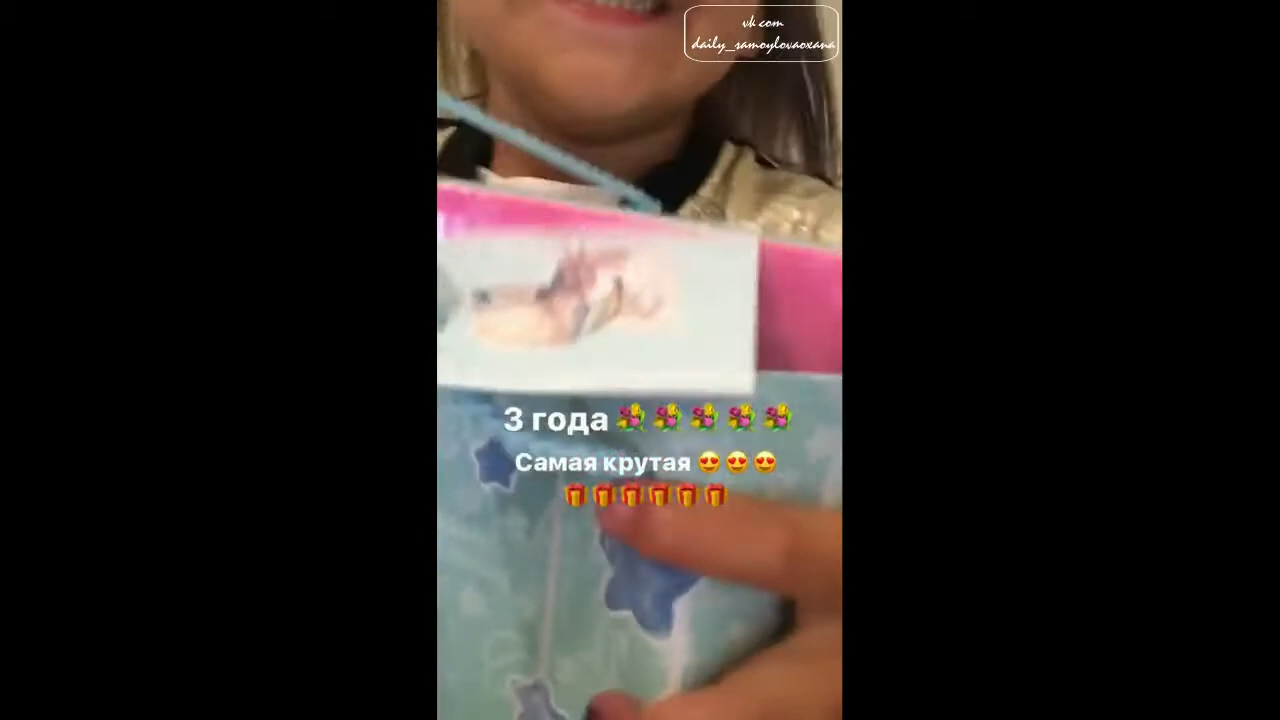 vk com
daily_samoylovaoxana
3 года 💐💐💐💐💐
Самая крутая 😍😍😍
🎁🎁🎁🎁🎁🎁